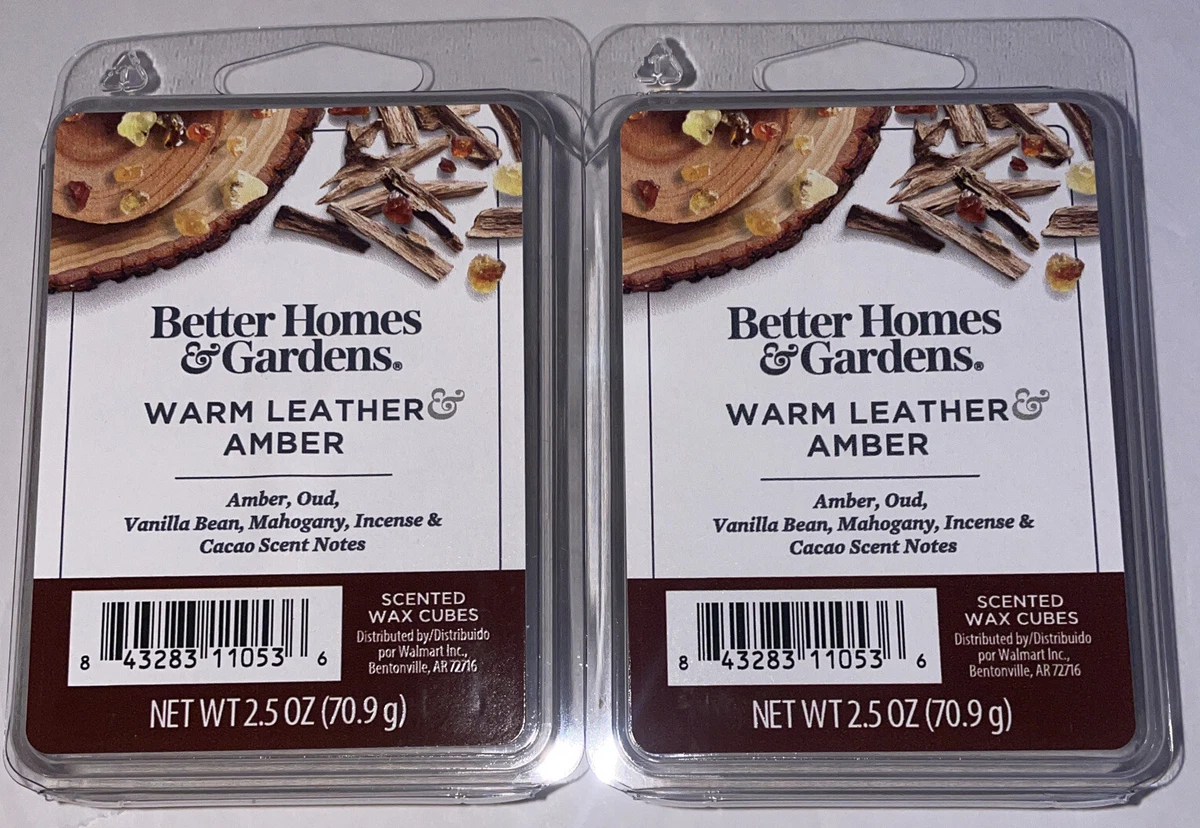 Better Homes
& Gardens®
WARM LEATHER &
AMBER
Amber, Oud,
Vanilla Bean, Mahogany, Incense &
Cacao Scent Notes
8 43283 11053 6
SCENTED
WAX CUBES
Distributed by/Distribuido
por Walmart Inc.,
Bentonville, AR 72716
NET WT 2.5 OZ (70.9 g)
Better Homes
& Gardens®
WARM LEATHER &
AMBER
Amber, Oud,
Vanilla Bean, Mahogany, Incense &
Cacao Scent Notes
8 43283 11053 6
SCENTED
WAX CUBES
Distributed by/Distribuido
por Walmart Inc.,
Bentonville, AR 72716
NET WT 2.5 OZ (70.9 g)